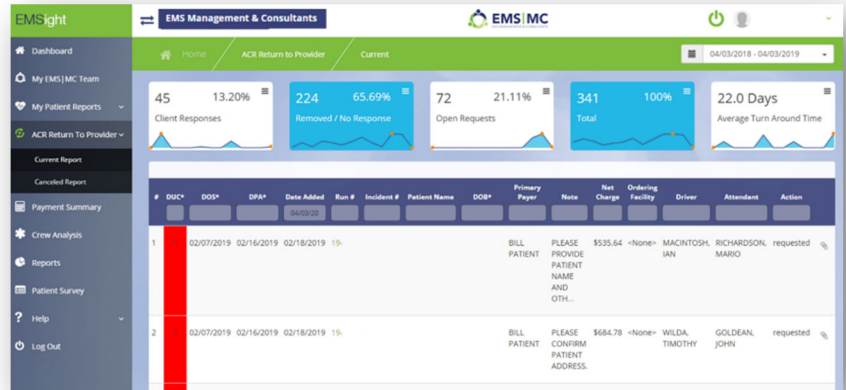 EMSight
EMS Management & Consultants
EMS|MC
Home
ACR Return to Provider
Current
04/03/2018 - 04/03/2019
Dashboard
My EMS|MC Team
My Patient Reports
ACR Return To Provider
Current Report
Canceled Report
Payment Summary
Crew Analysis
Reports
Patient Survey
? Help
Log Out
45 13.20%
Client Responses
224 65.69%
Removed / No Response
72 21.11%
Open Requests
341 100%
Total
22.0 Days
Average Turn Around Time
# DUC* DOS* DPA* Date Added Run # Incident # Patient Name DOB* Primary Payer Note Net Charge Ordering Facility Driver Attendant Action
04/03/20
1 02/07/2019 02/16/2019 02/18/2019 19- BILL PLEASE $535.64 <None> MACINTOSH, RICHARDSON, requested
PATIENT PROVIDE IAN MARIO
PATIENT
NAME
AND
OTH...
2 02/07/2019 02/16/2019 02/18/2019 19- BILL PLEASE $684.78 <None> WILDA, GOLDEAN, requested
PATIENT CONFIRM TIMOTHY JOHN
PATIENT
ADDRESS.